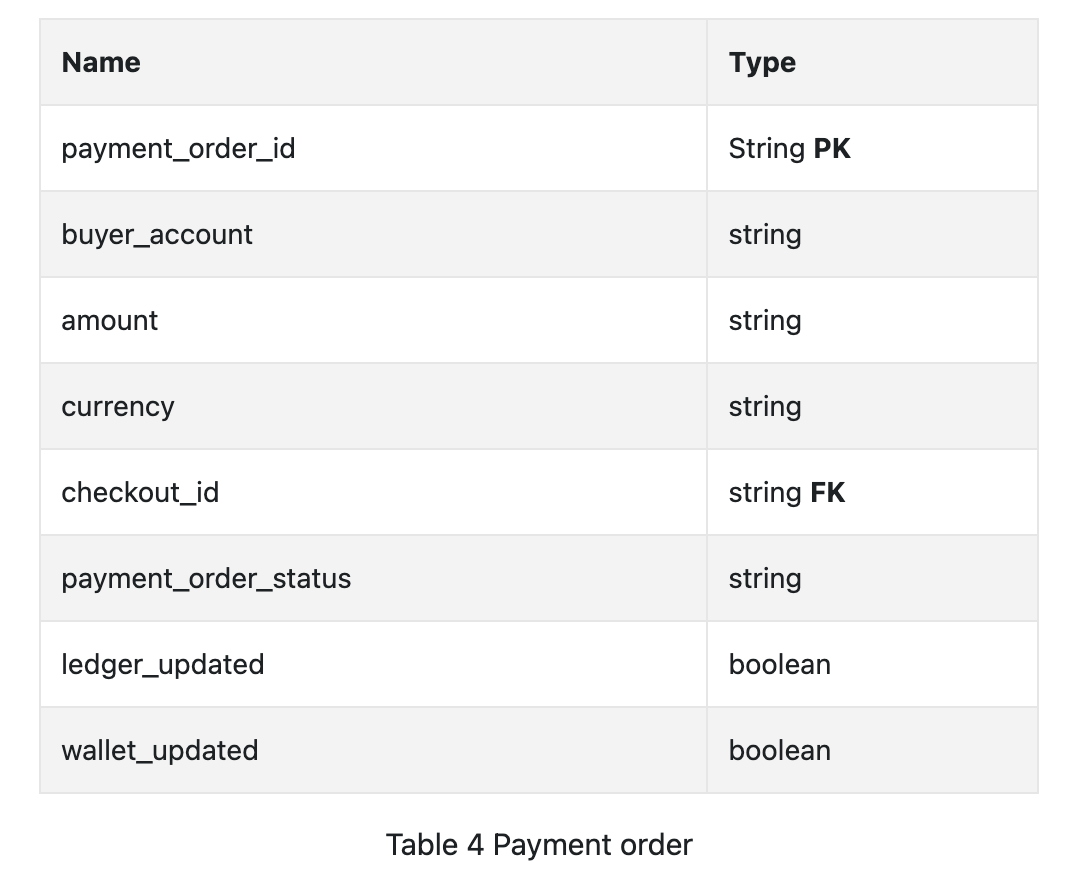 Name Type
payment_order_id String PK
buyer_account string
amount string
currency string
checkout_id string FK
payment_order_status string
ledger_updated boolean
wallet_updated boolean
Table 4 Payment order